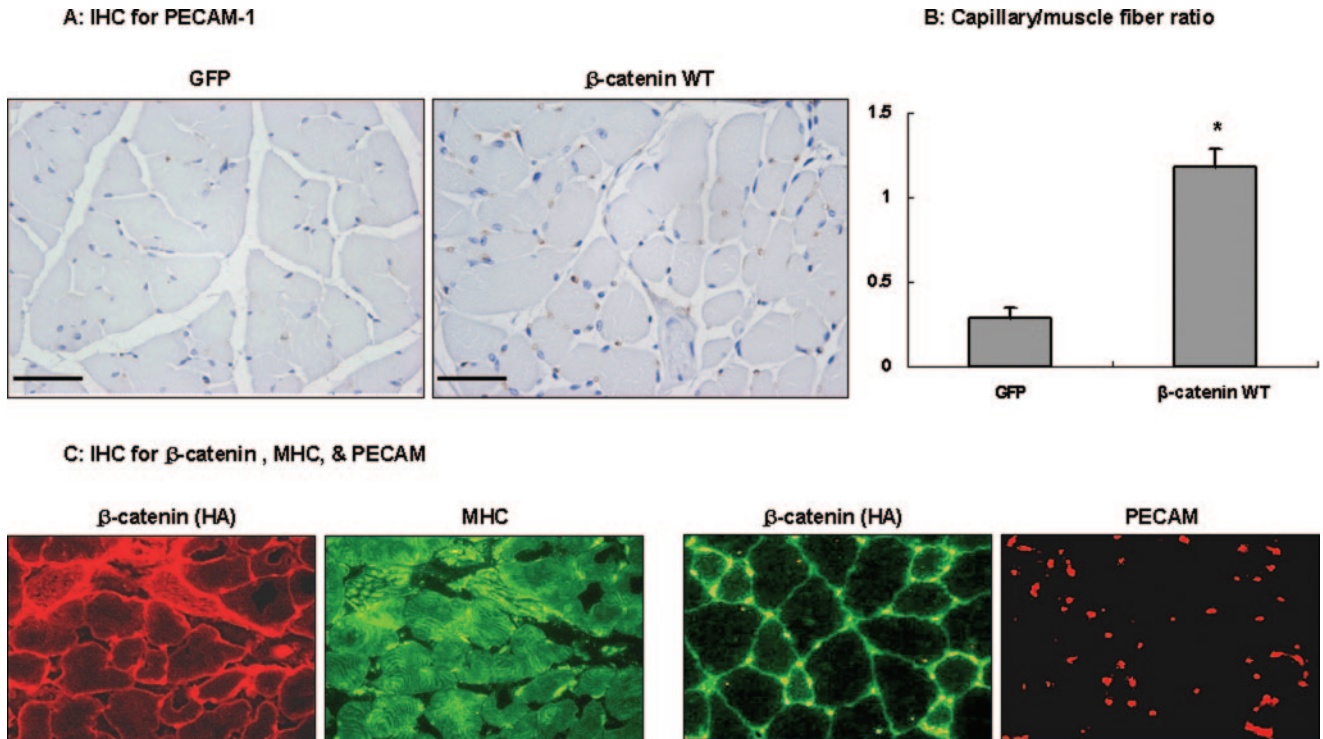 A: IHC for PECAM-1
GFP
β-catenin WT
B: Capillary/muscle fiber ratio
1.5
*
1
0.5
0
GFP
β-catenin WT
C: IHC for β-catenin , MHC, & PECAM
β-catenin (HA)
MHC
β-catenin (HA)
PECAM